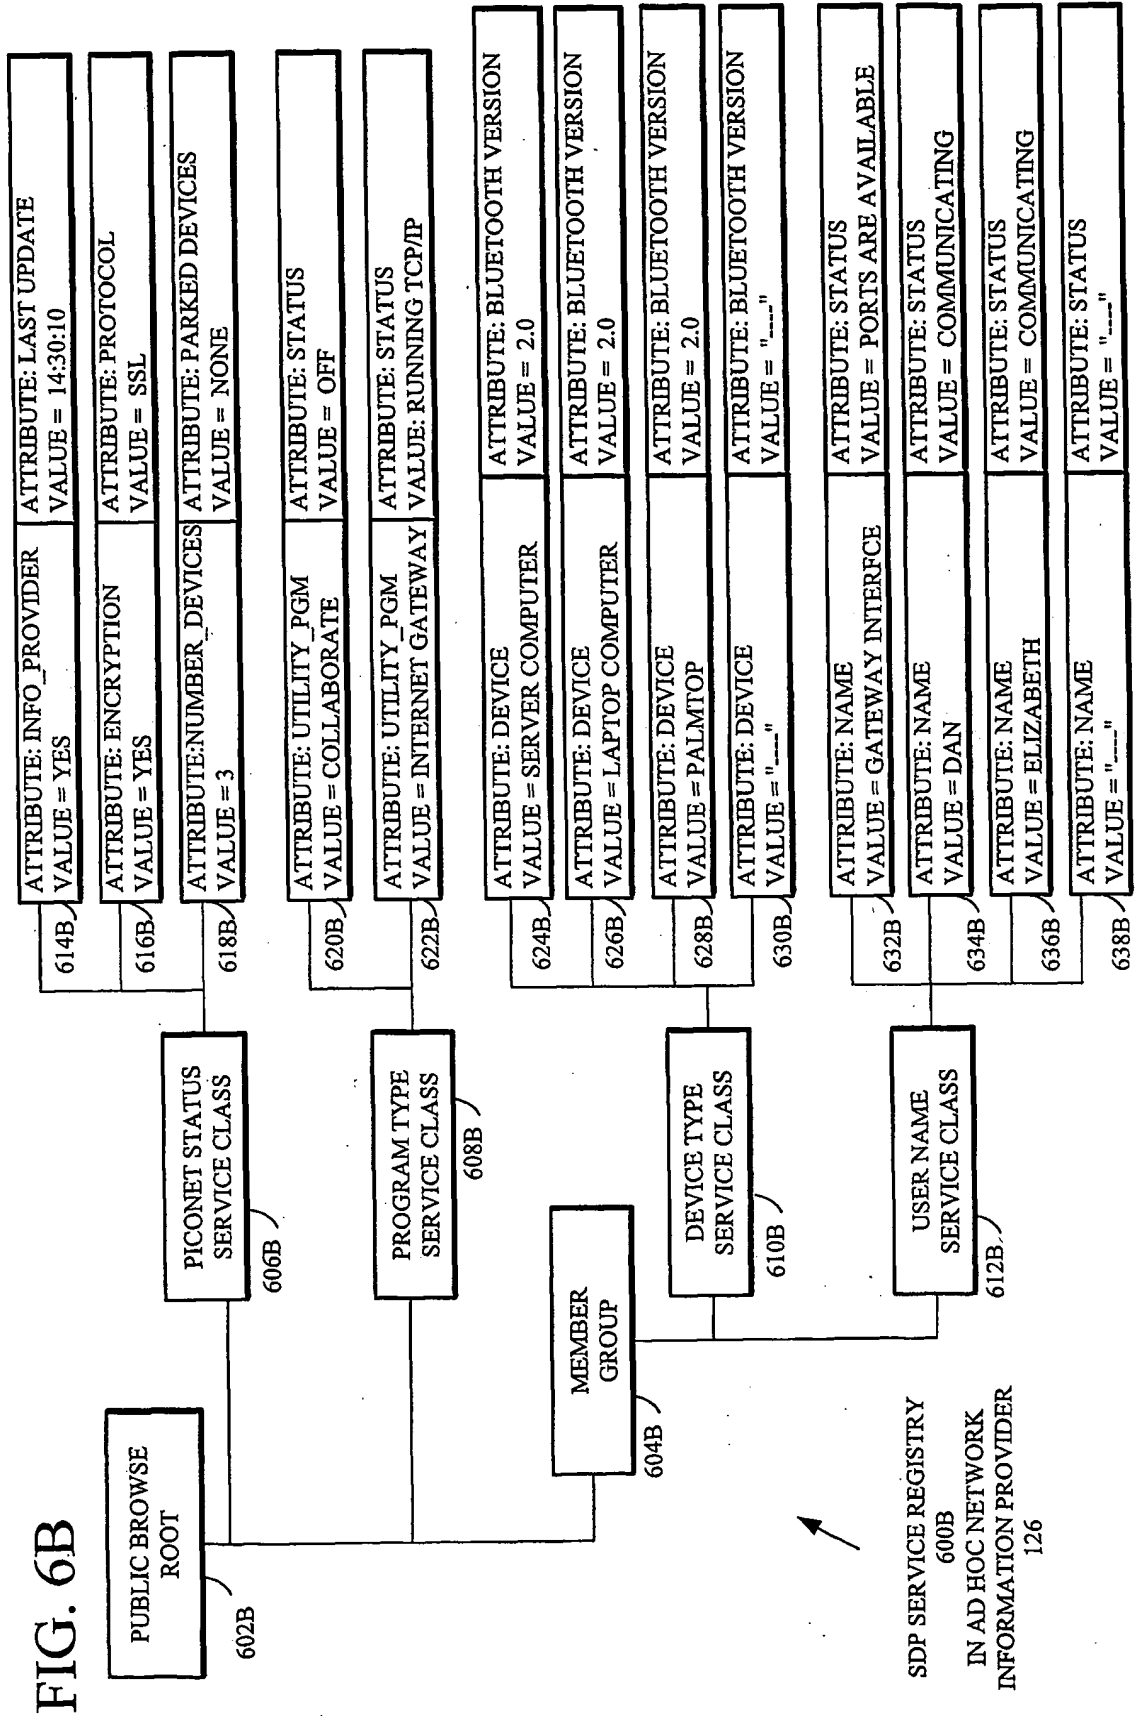 FIG. 6B
PUBLIC BROWSE
ROOT
602B
PICONET STATUS
SERVICE CLASS
606B
ATTRIBUTE: INFO_PROVIDER
VALUE = YES
ATTRIBUTE: LAST UPDATE
VALUE = 14:30:10
614B
ATTRIBUTE: ENCRYPTION
VALUE = YES
ATTRIBUTE: PROTOCOL
VALUE = SSL
616B
ATTRIBUTE:NUMBER_DEVICES
VALUE = 3
ATTRIBUTE: PARKED DEVICES
VALUE = NONE
618B
PROGRAM TYPE
SERVICE CLASS
608B
ATTRIBUTE: UTILITY_PGM
VALUE = COLLABORATE
ATTRIBUTE: STATUS
VALUE = OFF
620B
ATTRIBUTE: UTILITY_PGM
VALUE = INTERNET GATEWAY
ATTRIBUTE: STATUS
VALUE: RUNNING TCP/IP
622B
MEMBER
GROUP
604B
DEVICE TYPE
SERVICE CLASS
610B
ATTRIBUTE: DEVICE
VALUE = SERVER COMPUTER
ATTRIBUTE: BLUETOOTH VERSION
VALUE = 2.0
624B
ATTRIBUTE: DEVICE
VALUE = LAPTOP COMPUTER
ATTRIBUTE: BLUETOOTH VERSION
VALUE = 2.0
626B
ATTRIBUTE: DEVICE
VALUE = PALMTOP
ATTRIBUTE: BLUETOOTH VERSION
VALUE = 2.0
628B
ATTRIBUTE: DEVICE
VALUE = "----"
ATTRIBUTE: BLUETOOTH VERSION
VALUE = "----"
630B
USER NAME
SERVICE CLASS
612B
ATTRIBUTE: NAME
VALUE = GATEWAY INTERFCE
ATTRIBUTE: STATUS
VALUE = PORTS ARE AVAILABLE
632B
ATTRIBUTE: NAME
VALUE = DAN
ATTRIBUTE: STATUS
VALUE = COMMUNICATING
634B
ATTRIBUTE: NAME
VALUE = ELIZABETH
ATTRIBUTE: STATUS
VALUE = COMMUNICATING
636B
ATTRIBUTE: NAME
VALUE = "----"
ATTRIBUTE: STATUS
VALUE = "----"
638B
SDP SERVICE REGISTRY
600B
IN AD HOC NETWORK
INFORMATION PROVIDER
126